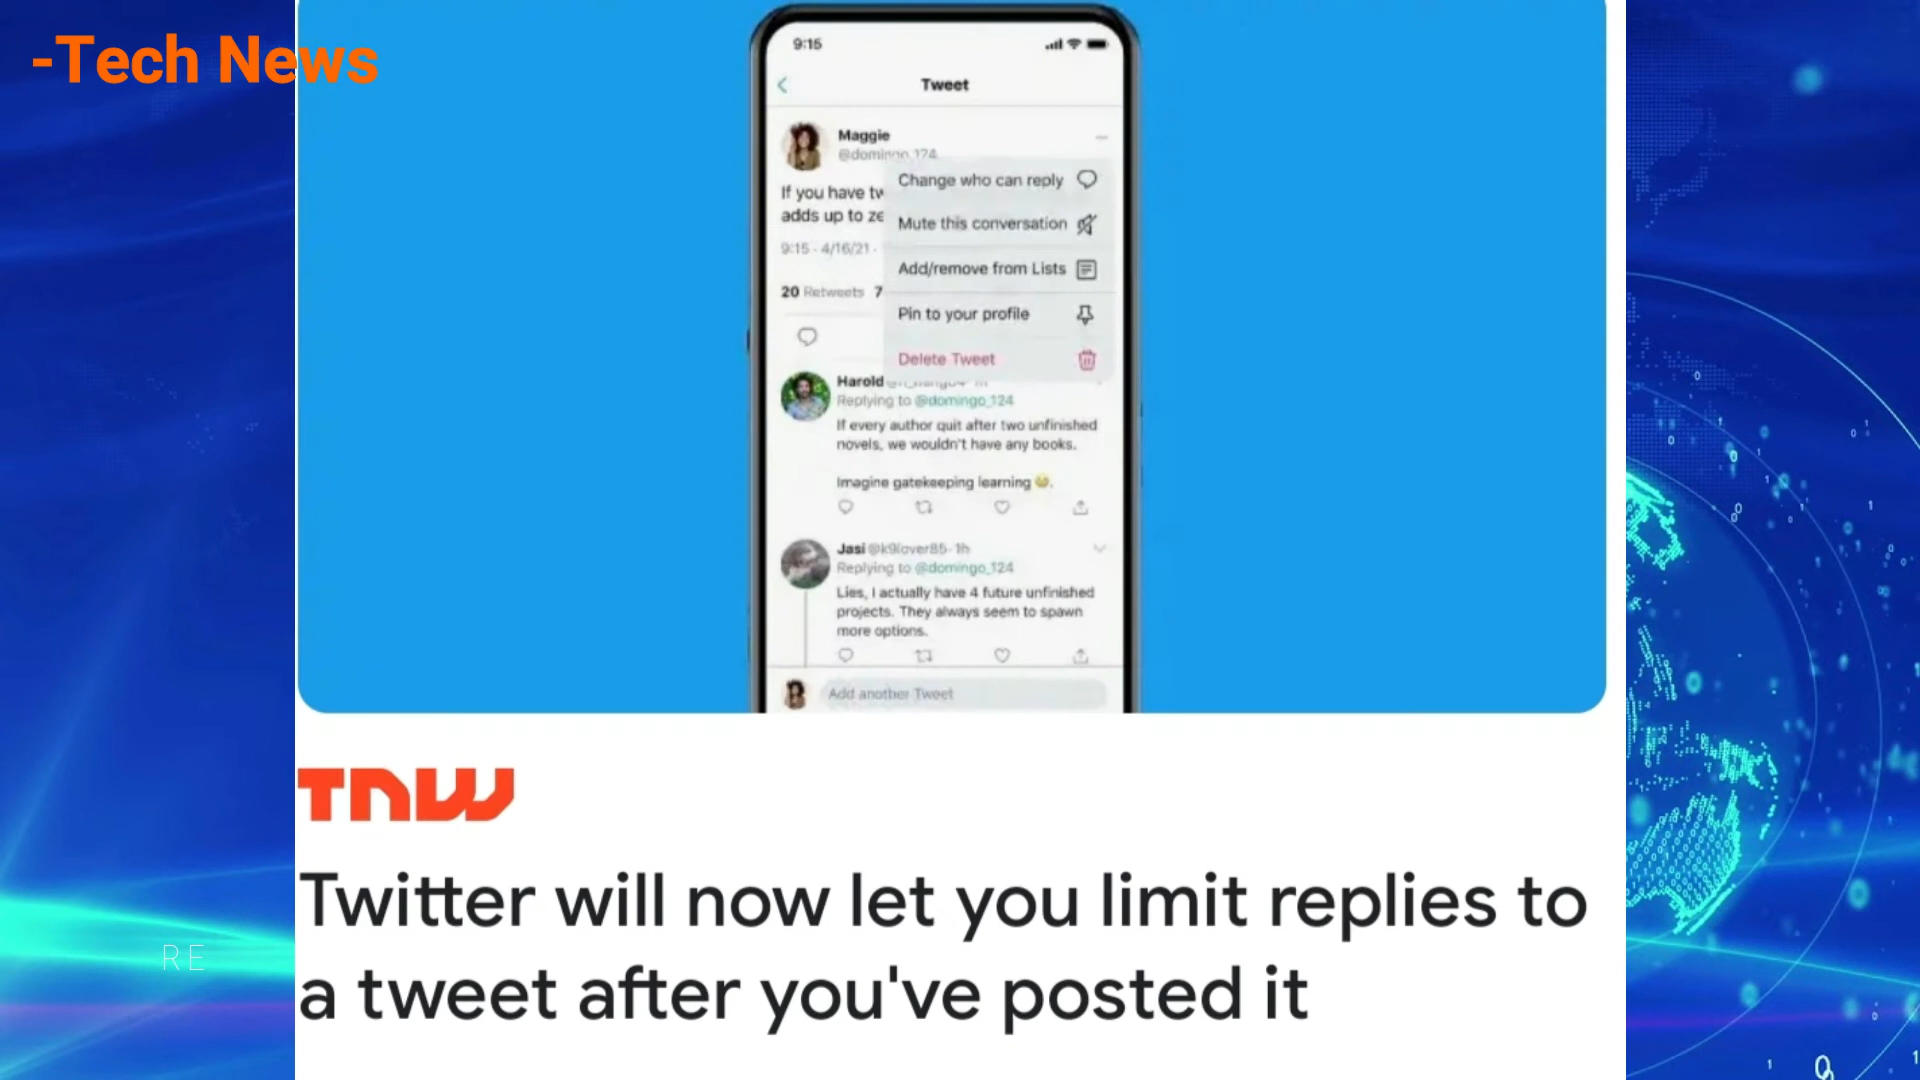 -Tech News
9:15
Tweet
Maggie
@domingo_124
Change who can reply
If you have tw
Mute this conversation
adds up to ze
9:15 · 4/16/21 ·
Add/remove from Lists
20 Retweets 7
Pin to your profile
Delete Tweet
Harold
Replying to @domingo_124
If every author quit after two unfinished
novels, we wouldn't have any books.
Imagine gatekeeping learning 😂.
Jasi @k9lover85 · 1h
Replying to @domingo_124
Lies, I actually have 4 future unfinished
projects. They always seem to spawn
more options.
Add another Tweet
TNW
Twitter will now let you limit replies to
a tweet after you've posted it
RE